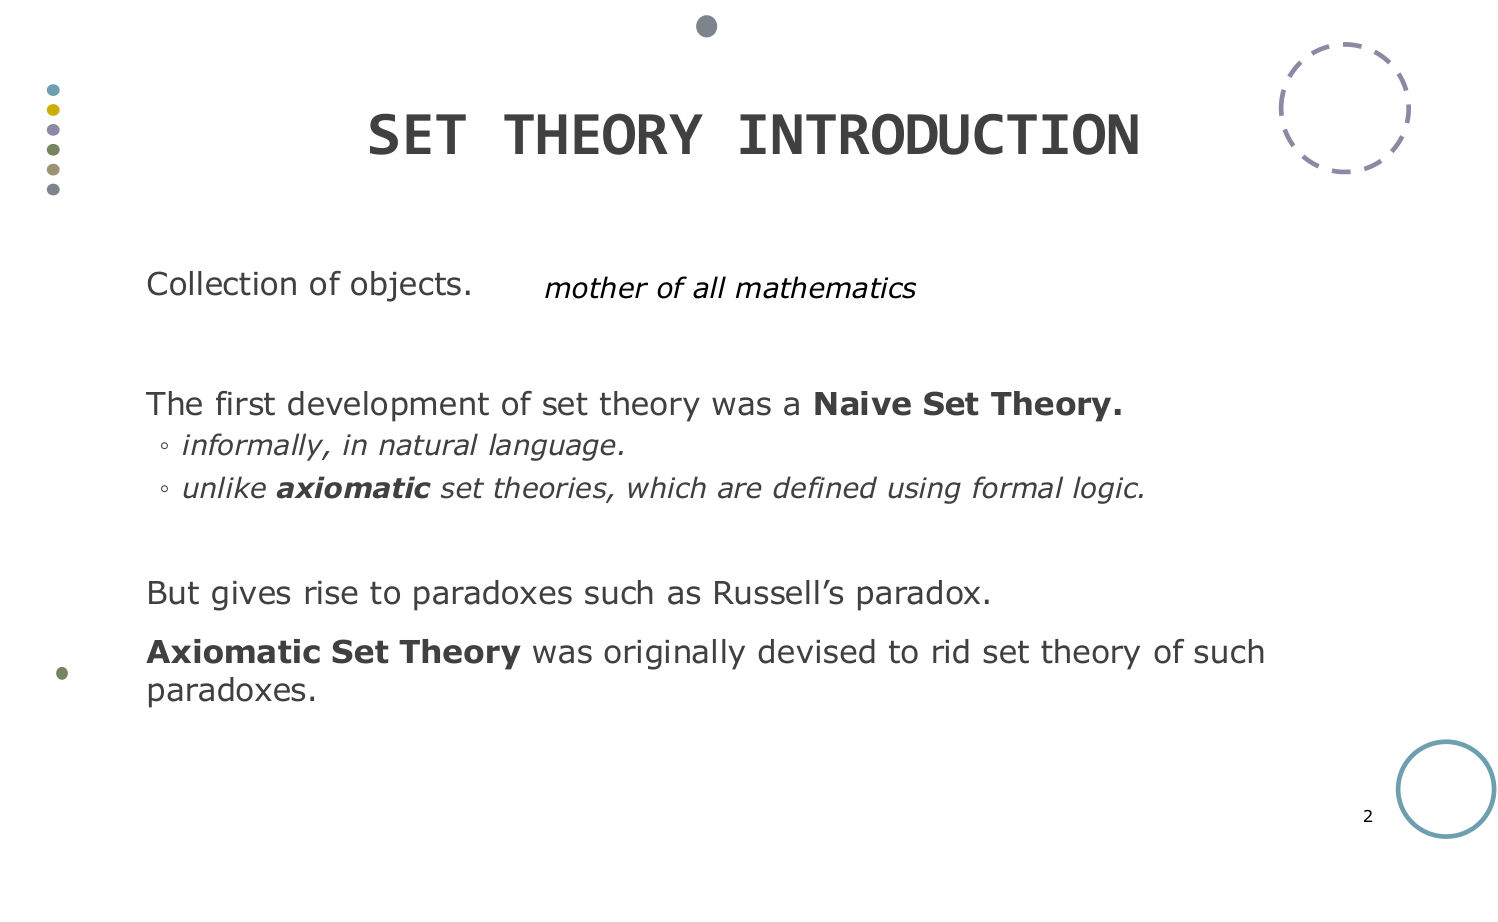 SET THEORY INTRODUCTION
Collection of objects. mother of all mathematics
The first development of set theory was a Naive Set Theory.
◦ informally, in natural language.
◦ unlike axiomatic set theories, which are defined using formal logic.
But gives rise to paradoxes such as Russell’s paradox.
Axiomatic Set Theory was originally devised to rid set theory of such
paradoxes.
2